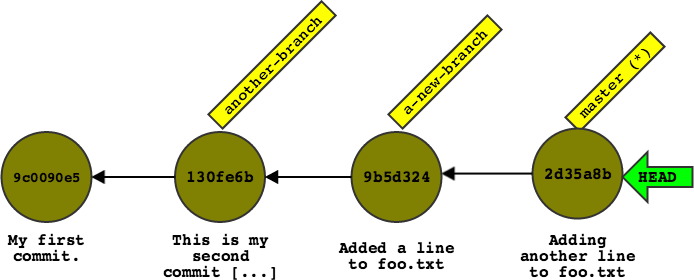 another-branch
a-new-branch
master (*)
9c0090e5
130fe6b
9b5d324
2d35a8b
HEAD
My first
commit.
This is my
second
commit [...]
Added a line
to foo.txt
Adding
another line
to foo.txt